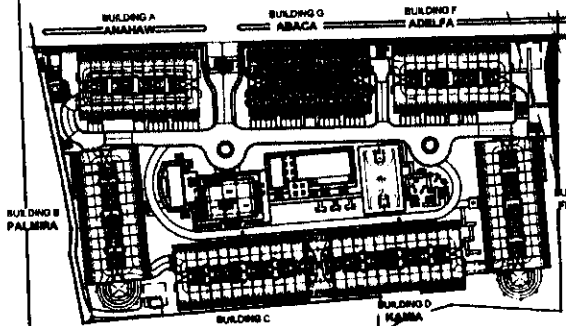 BUILDING A
ANAHAW
BUILDING G
ABACA
BUILDING F
ADELFA
BUILDING B
PALMIRA
BUILDING C
BUILDING D
KAMIA